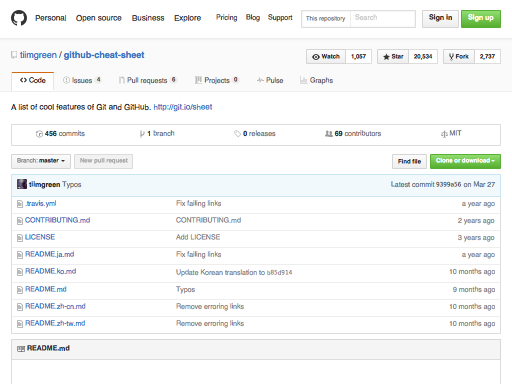 Personal Open source Business Explore Pricing Blog Support This repository Search Sign in Sign up
tiimgreen / github-cheat-sheet Watch 1,057 Star 20,534 Fork 2,737
Code Issues 4 Pull requests 6 Projects 0 Pulse Graphs
A list of cool features of Git and GitHub. http://git.io/sheet
456 commits 1 branch 0 releases 69 contributors MIT
Branch: master New pull request Find file Clone or download
tiimgreen Typos Latest commit 9399a56 on Mar 27
.travis.yml Fix failing links a year ago
CONTRIBUTING.md CONTRIBUTING.md 2 years ago
LICENSE Add LICENSE 3 years ago
README.ja.md Fix failing links a year ago
README.ko.md Update Korean translation to b85d914 10 months ago
README.md Typos 9 months ago
README.zh-cn.md Remove erroring links 10 months ago
README.zh-tw.md Remove erroring links 10 months ago
README.md